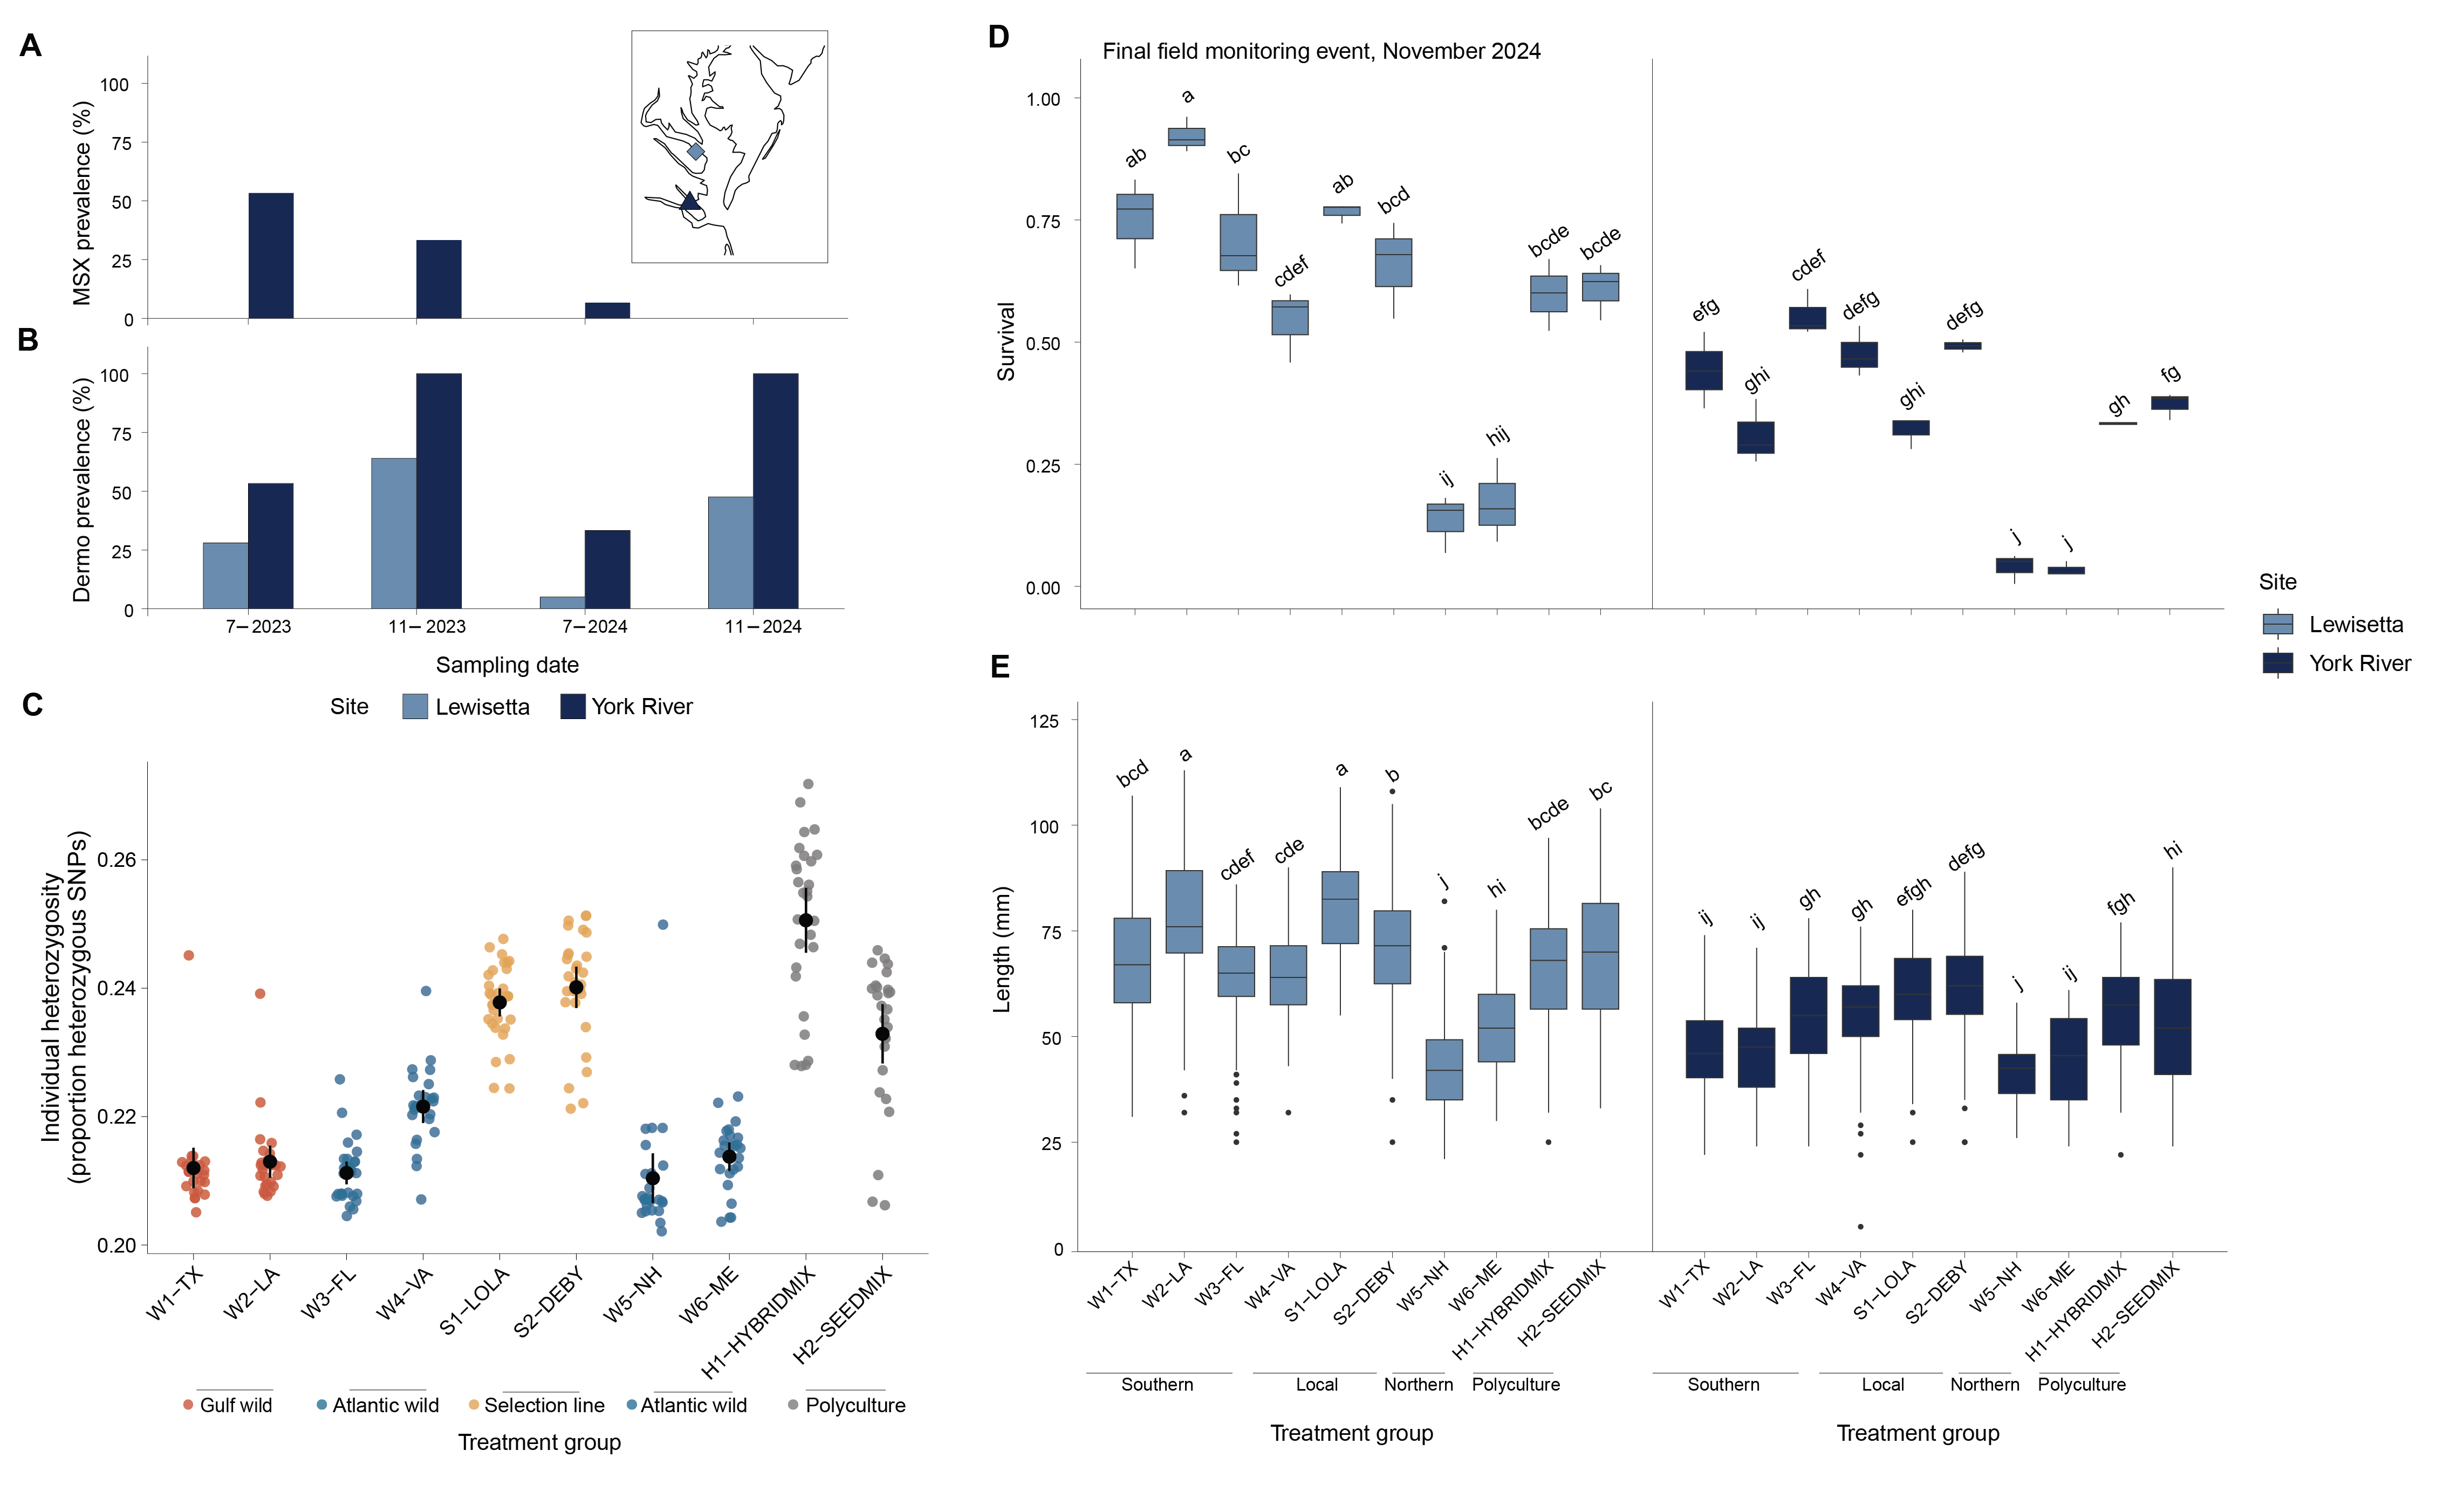 A
MSX prevalence (%)
100
75
50
25
0
B
Dermo prevalence (%)
100
75
50
25
0
7−2023
11−2023
7−2024
11−2024
Sampling date
Site
Lewisetta
York River
C
Individual heterozygosity
(proportion heterozygous SNPs)
0.26
0.24
0.22
0.20
W1−TX
W2−LA
W3−FL
W4−VA
S1−LOLA
S2−DEBY
W5−NH
W6−ME
H1−HYBRIDMIX
H2−SEEDMIX
Gulf wild
Atlantic wild
Selection line
Atlantic wild
Polyculture
Treatment group
D
Final field monitoring event, November 2024
Survival
1.00
0.75
0.50
0.25
0.00
ab
a
bc
cdef
ab
bcd
ij
hij
bcde
bcde
efg
ghi
cdef
defg
ghi
defg
j
j
gh
fg
Site
Lewisetta
York River
E
Length (mm)
125
100
75
50
25
0
bcd
a
cdef
cde
a
b
j
hi
bcde
bc
ij
ij
gh
gh
efgh
defg
j
ij
fgh
hi
W1−TX
W2−LA
W3−FL
W4−VA
S1−LOLA
S2−DEBY
W5−NH
W6−ME
H1−HYBRIDMIX
H2−SEEDMIX
W1−TX
W2−LA
W3−FL
W4−VA
S1−LOLA
S2−DEBY
W5−NH
W6−ME
H1−HYBRIDMIX
H2−SEEDMIX
Southern
Local
Northern
Polyculture
Southern
Local
Northern
Polyculture
Treatment group
Treatment group